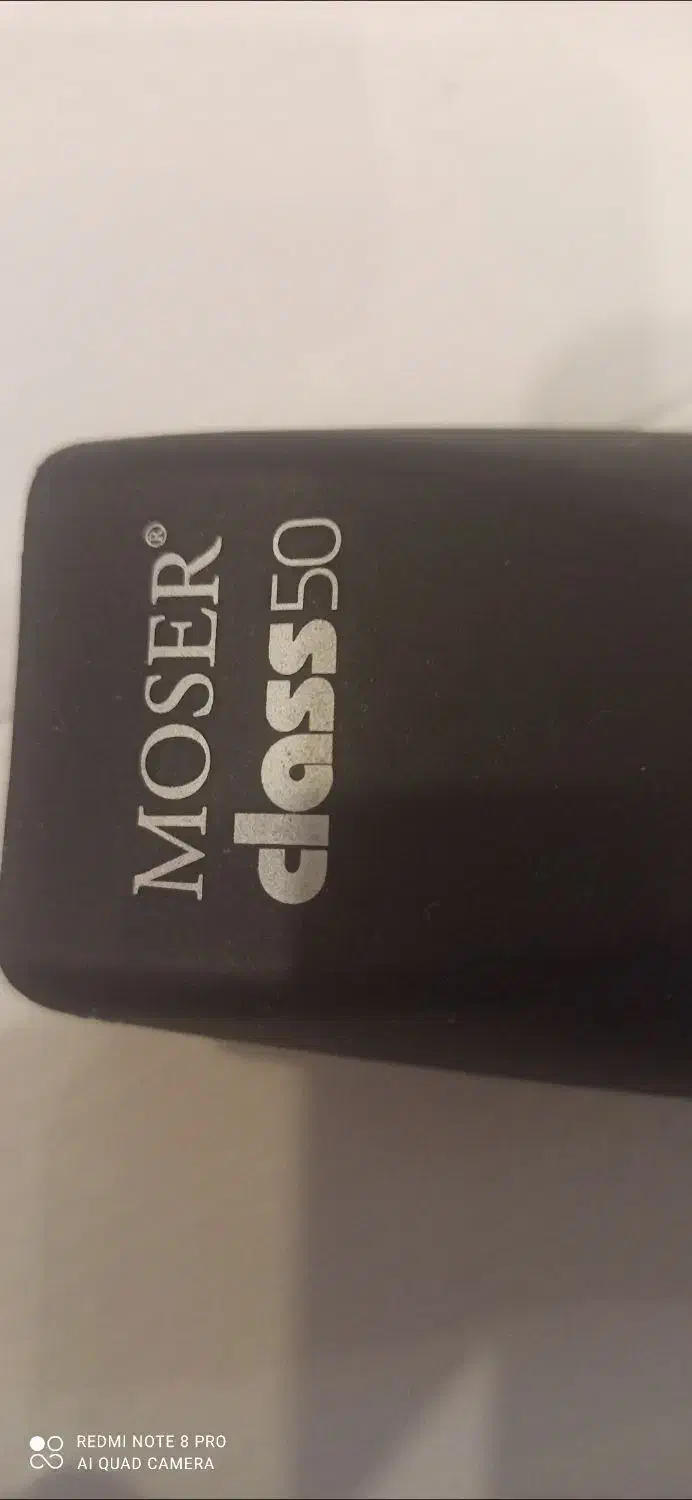 MOSER®
class50
REDMI NOTE 8 PRO
AI QUAD CAMERA